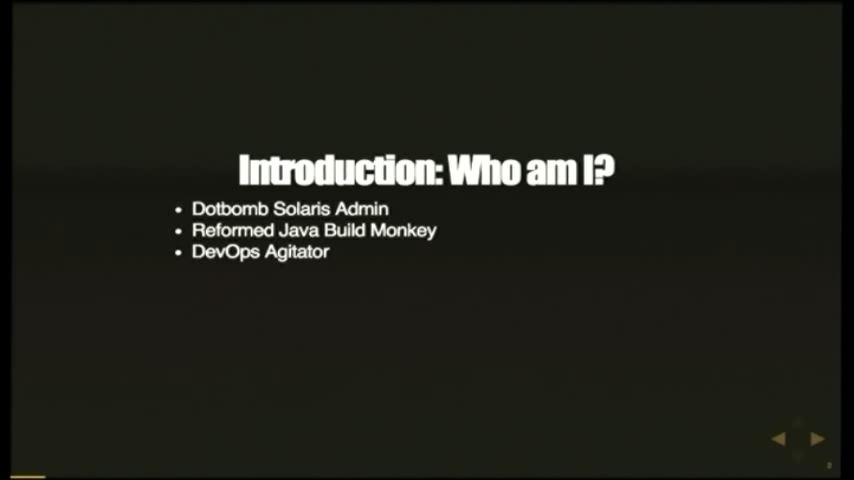 Introduction: Who am I?
• Dotbomb Solaris Admin
• Reformed Java Build Monkey
• DevOps Agitator